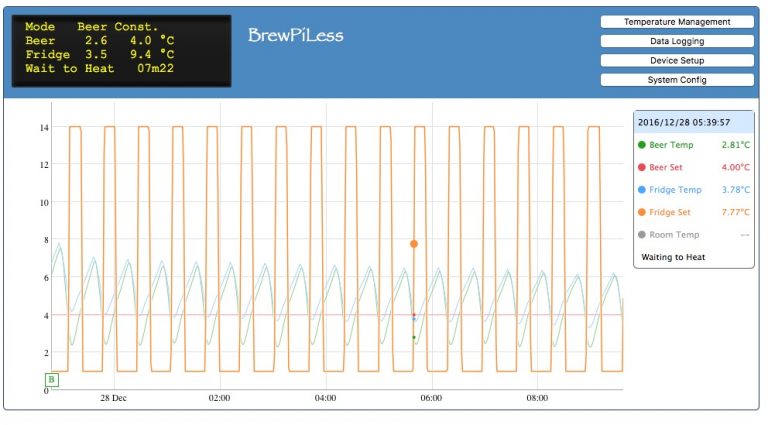 Mode   Beer Const.
Beer    2.6   4.0 °C
Fridge  3.5   9.4 °C
Wait to Heat   07m22
BrewPiLess
Temperature Management
Data Logging
Device Setup
System Config
14
12
10
8
6
4
2
0
B
28 Dec
02:00
04:00
06:00
08:00
2016/12/28 05:39:57
Beer Temp 2.81°C
Beer Set 4.00°C
Fridge Temp 3.78°C
Fridge Set 7.77°C
Room Temp --
Waiting to Heat